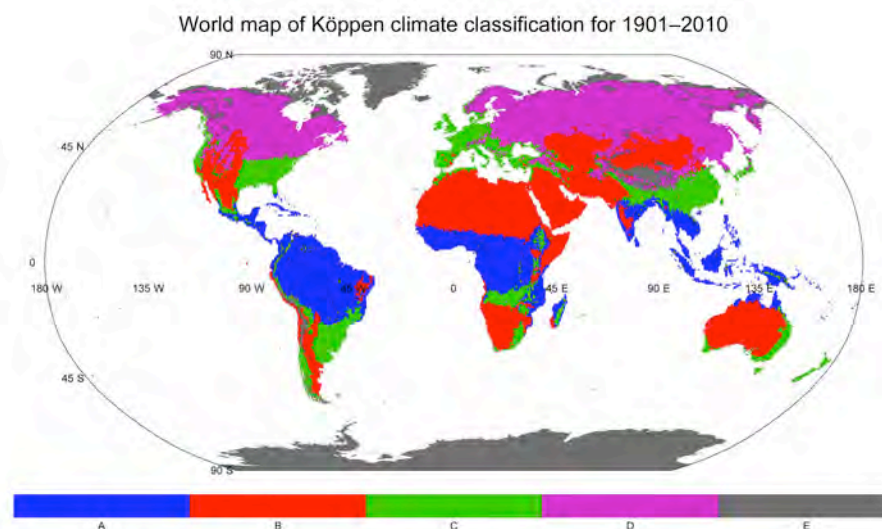 World map of Köppen climate classification for 1901–2010
90 N
45 N
0
180 W 135 W 90 W 0 45 E 90 E 135 E 180 E
45 S
90 S
A B C D E